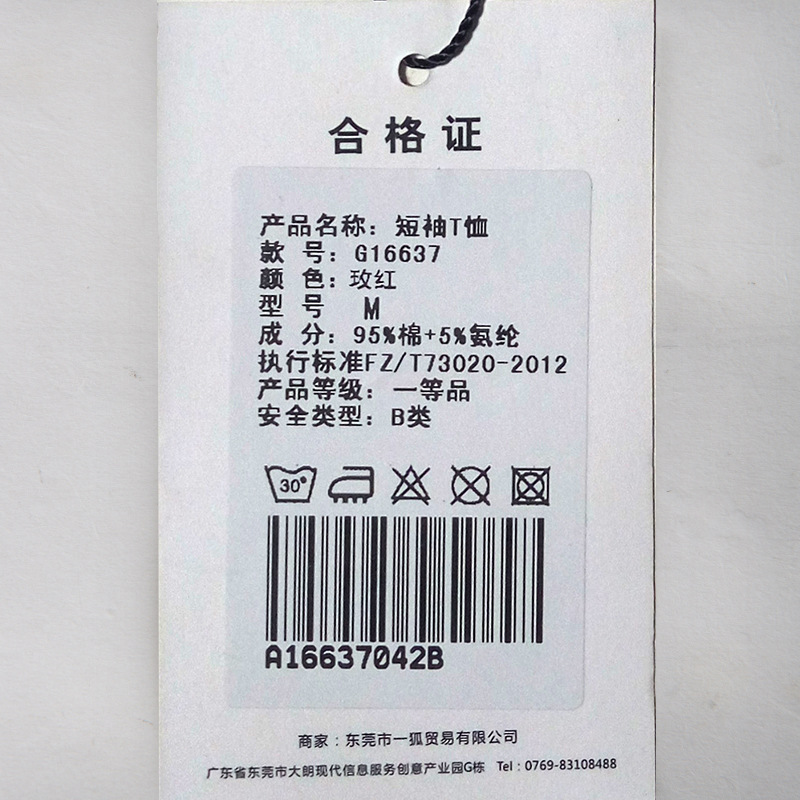 合格证
产品名称：短袖T恤
款 号：G16637
颜 色：玫红
型 号 M
成 分：95%棉+5%氨纶
执行标准FZ/T73020-2012
产品等级：一等品
安全类型：B类
30°
A16637042B
商家：东莞市一狐贸易有限公司
广东省东莞市大朗现代信息服务创意产业园G栋 Tel：0769-83108488